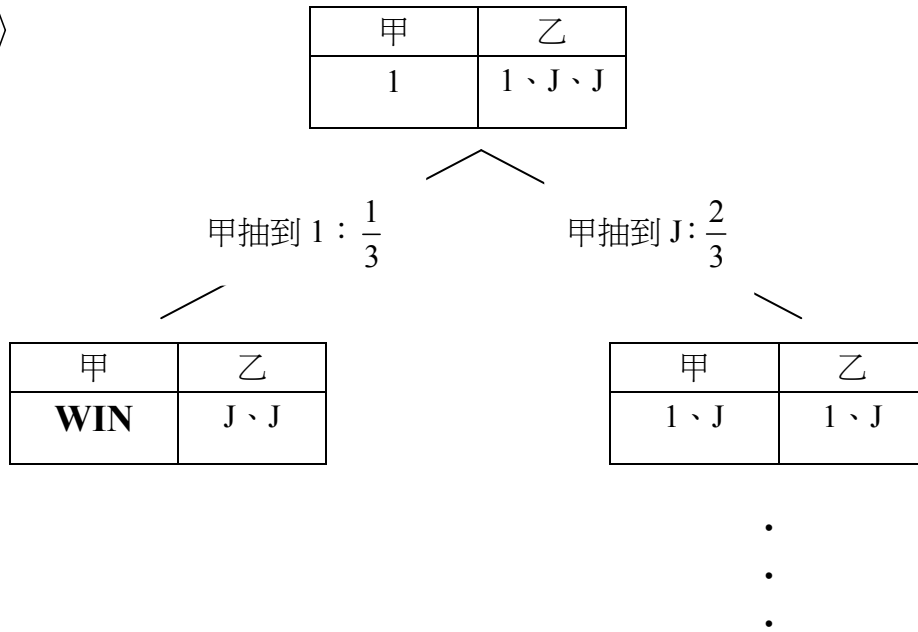 〉
甲 乙
1 1、J、J
甲抽到 1：1/3 甲抽到 J：2/3
甲 乙 甲 乙
WIN J、J 1、J 1、J
．
．
．